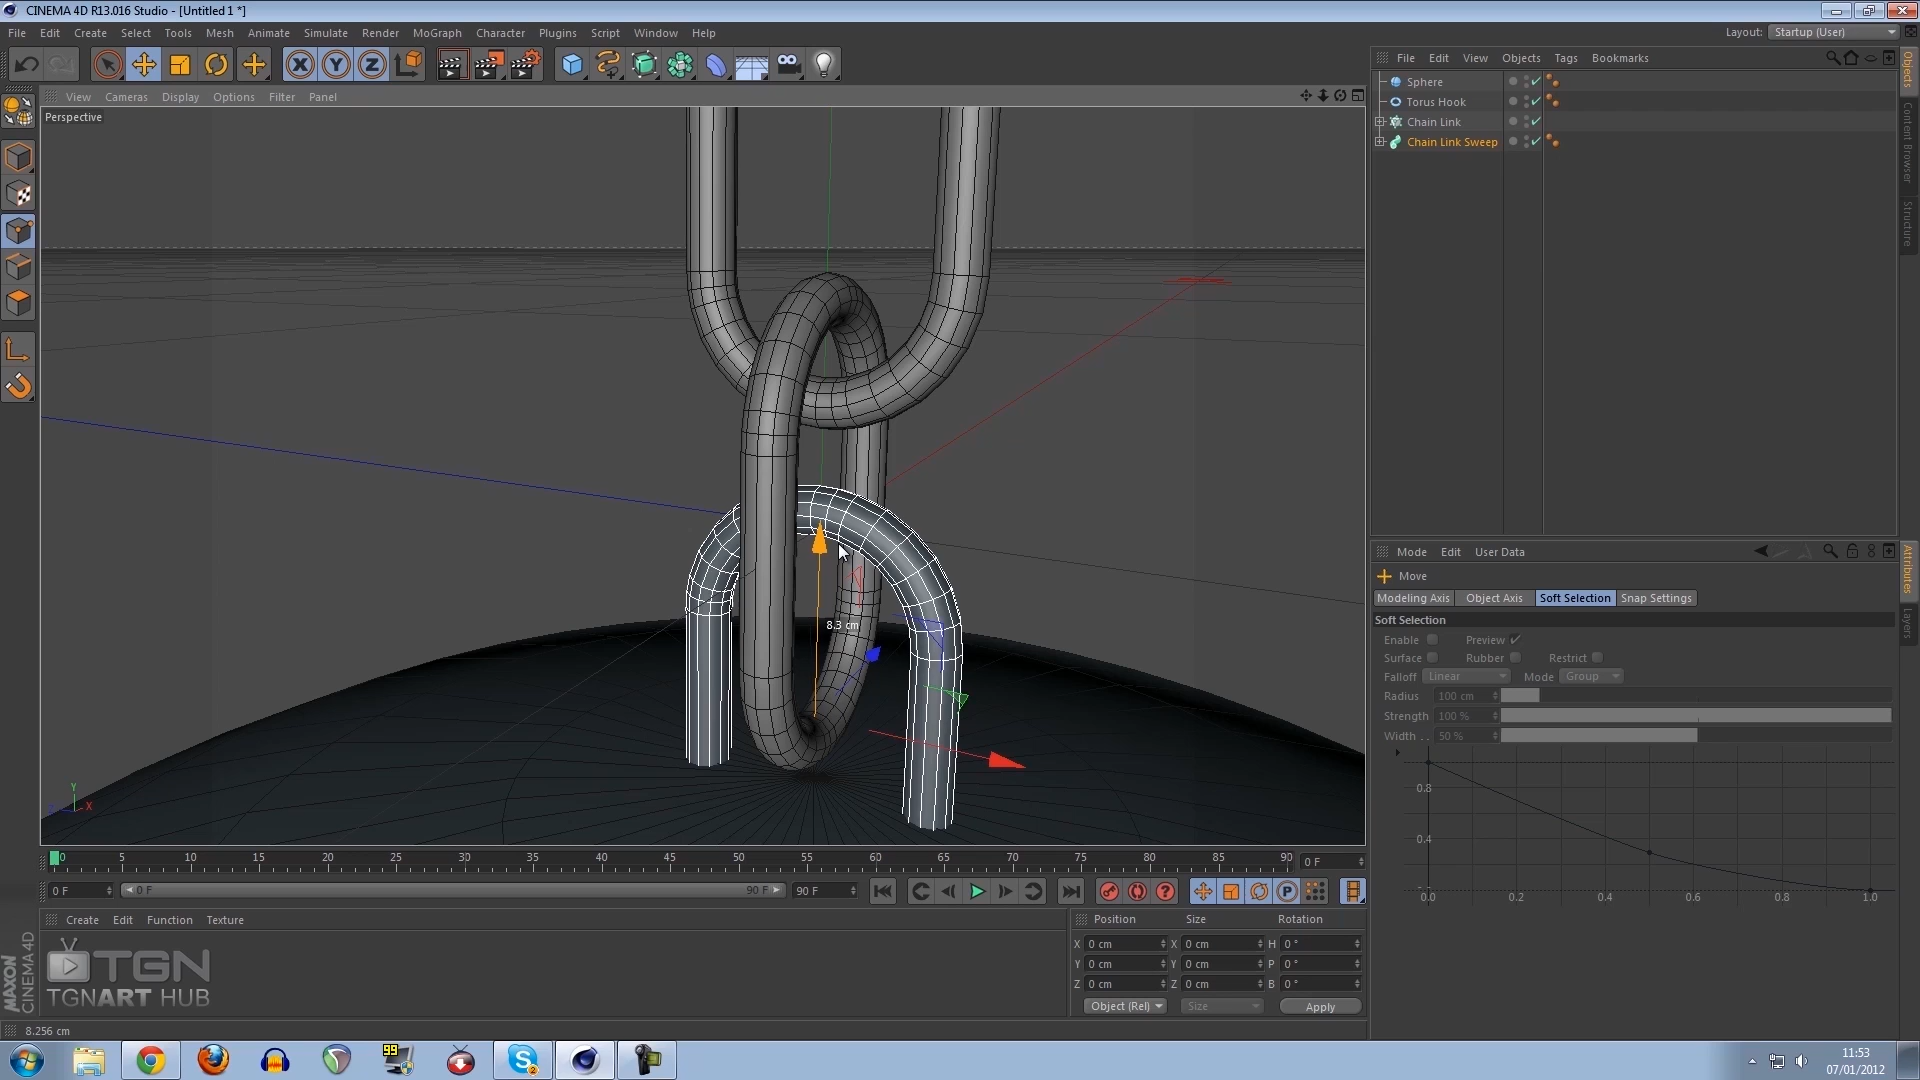 CINEMA 4D R13.016 Studio - [Untitled 1 *]
File Edit Create Select Tools Mesh Animate Simulate Render MoGraph Character Plugins Script Window Help
Layout: Startup (User)
File Edit View Objects Tags Bookmarks
View Cameras Display Options Filter Panel
Perspective
Sphere
Torus Hook
Chain Link
Chain Link Sweep
Objects
Content Browser
Structure
8.3 cm
Y
X
Mode Edit User Data
Move
Modeling Axis Object Axis Soft Selection Snap Settings
Soft Selection
Enable Preview
Surface Rubber Restrict
Falloff Linear Mode Group
Radius 100 cm
Strength 100 %
Width . . 50 %
0.8
0.4
0.0 0.2 0.4 0.6 0.8 1.0
Attributes
Layers
0 5 10 15 20 25 30 35 40 45 50 55 60 65 70 75 80 85 90 0 F
0 F 0 F 90 F 90 F
Create Edit Function Texture
Position Size Rotation
X 0 cm X 0 cm H 0 °
Y 0 cm Y 0 cm P 0 °
Z 0 cm Z 0 cm B 0 °
Object (Rel) Size Apply
TGN
TGNART HUB
MAXON
CINEMA 4D
8.256 cm
99
11:53
07/01/2012